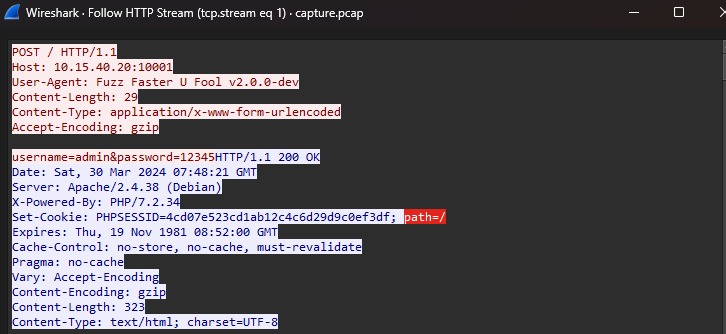 Wireshark · Follow HTTP Stream (tcp.stream eq 1) · capture.pcap
POST / HTTP/1.1
Host: 10.15.40.20:10001
User-Agent: Fuzz Faster U Fool v2.0.0-dev
Content-Length: 29
Content-Type: application/x-www-form-urlencoded
Accept-Encoding: gzip
username=admin&password=12345HTTP/1.1 200 OK
Date: Sat, 30 Mar 2024 07:48:21 GMT
Server: Apache/2.4.38 (Debian)
X-Powered-By: PHP/7.2.34
Set-Cookie: PHPSESSID=4cd07e523cd1ab12c4c6d29d9c0ef3df; path=/
Expires: Thu, 19 Nov 1981 08:52:00 GMT
Cache-Control: no-store, no-cache, must-revalidate
Pragma: no-cache
Vary: Accept-Encoding
Content-Encoding: gzip
Content-Length: 323
Content-Type: text/html; charset=UTF-8